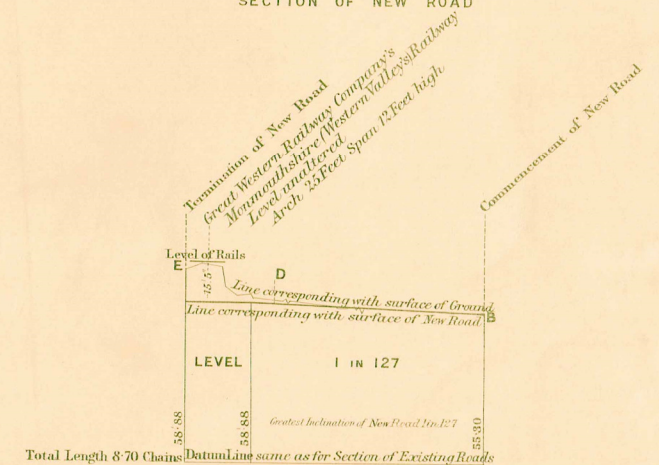 SECTION OF NEW ROAD
Termination of New Road
Great Western Railway Company's
Monmouthshire (Western Valley's) Railway
Level unaltered
Arch 25 Feet Span 12 Feet high
Commencement of New Road
Level of Rails
E
15·5
D
Line corresponding with surface of Ground
Line corresponding with surface of New Road
B
LEVEL
1 IN 127
58·88
58·88
Greatest Inclination of New Road 1 in 127
55·30
Total Length 8·70 Chains
Datum Line same as for Section of Existing Roads